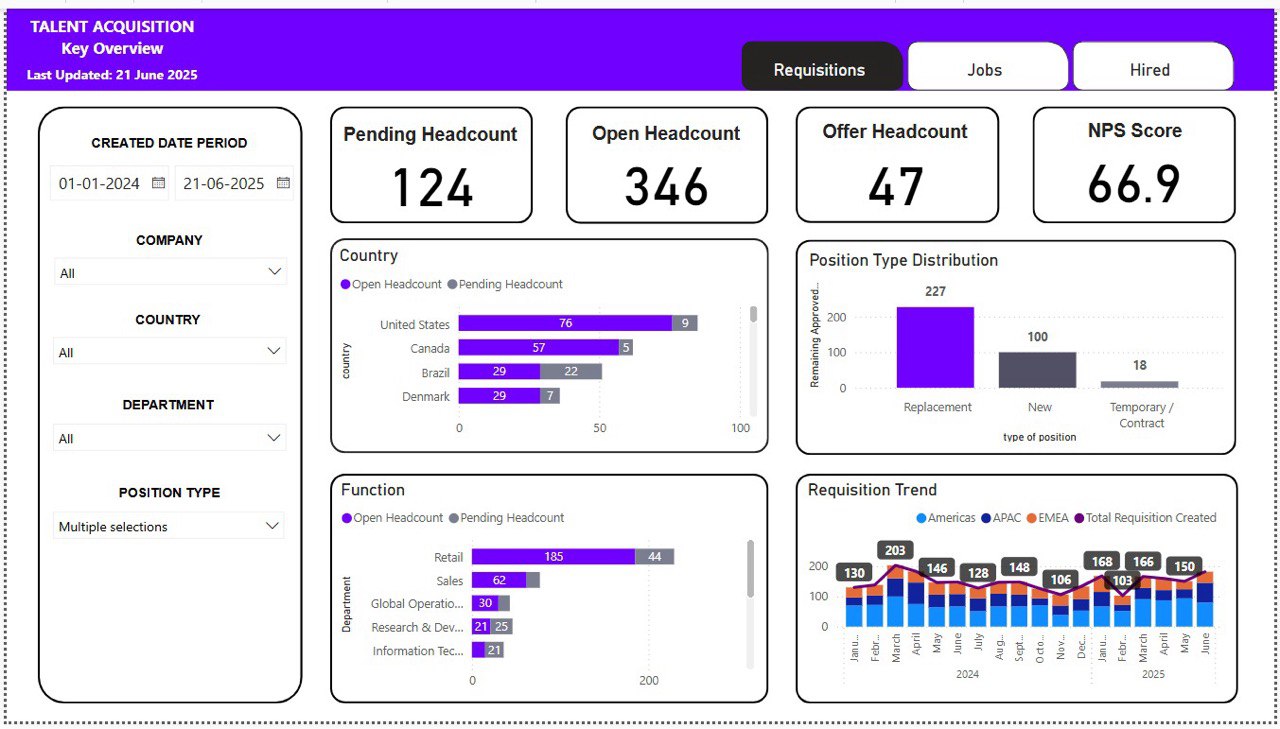 TALENT ACQUISITION
Key Overview
Last Updated: 21 June 2025
Requisitions
Jobs
Hired
CREATED DATE PERIOD
01-01-2024
21-06-2025
COMPANY
All
COUNTRY
All
DEPARTMENT
All
POSITION TYPE
Multiple selections
Pending Headcount
124
Open Headcount
346
Offer Headcount
47
NPS Score
66.9
Country
Open Headcount Pending Headcount
country
United States 76 9
Canada 57 5
Brazil 29 22
Denmark 29 7
0 50 100
Position Type Distribution
Remaining Approved...
200
100
0
227
100
18
Replacement
New
Temporary /
Contract
type of position
Function
Open Headcount Pending Headcount
Department
Retail 185 44
Sales 62
Global Operatio... 30
Research & Dev... 21 25
Information Tec... 21
0 200
Requisition Trend
Americas APAC EMEA Total Requisition Created
200
100
0
130
203
146
128
148
106
168
103
166
150
Janu...
Febr...
March
April
May
June
July
Aug...
Sept...
Octo...
Nov...
Dec...
Janu...
Febr...
March
April
May
June
2024
2025